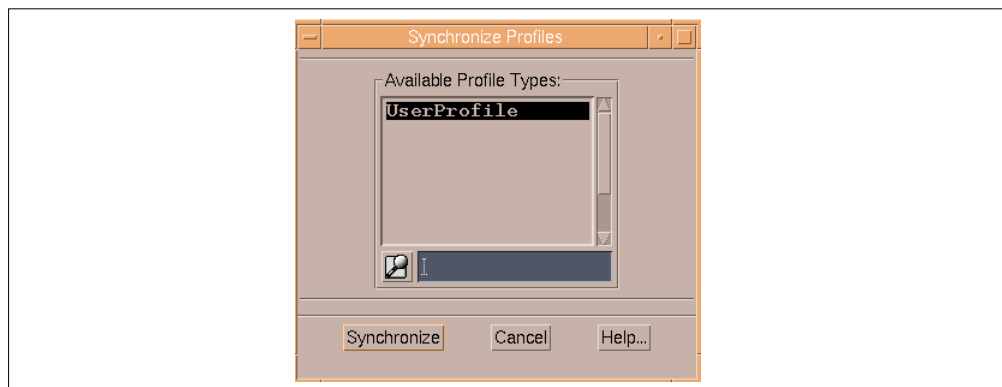 Synchronize Profiles
Available Profile Types:
UserProfile
Synchronize Cancel Help...